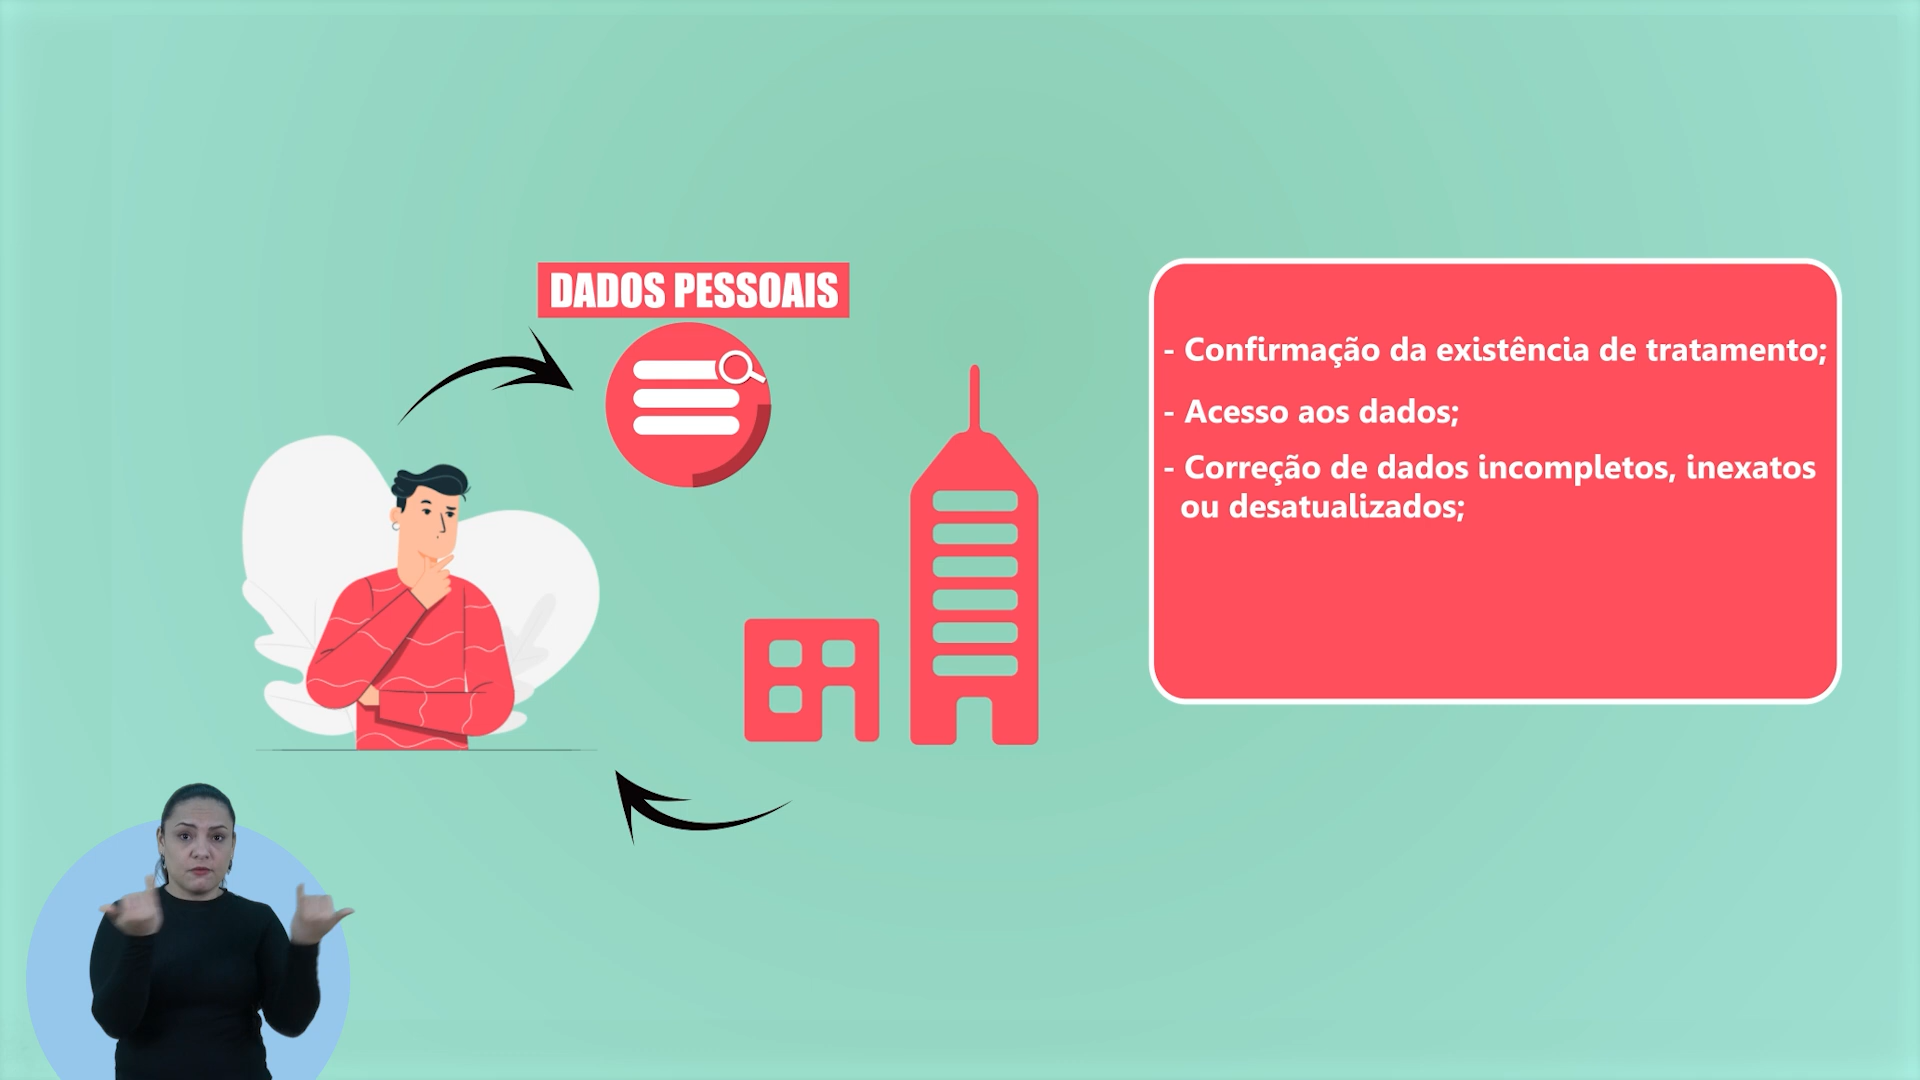 DADOS PESSOAIS
- Confirmação da existência de tratamento;
- Acesso aos dados;
- Correção de dados incompletos, inexatos
ou desatualizados;